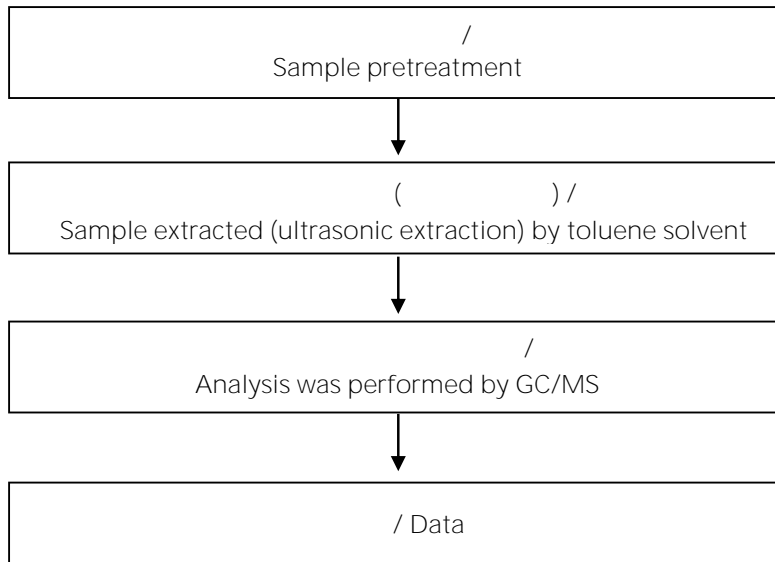 /
Sample pretreatment
( ) /
Sample extracted (ultrasonic extraction) by toluene solvent
/
Analysis was performed by GC/MS
/ Data